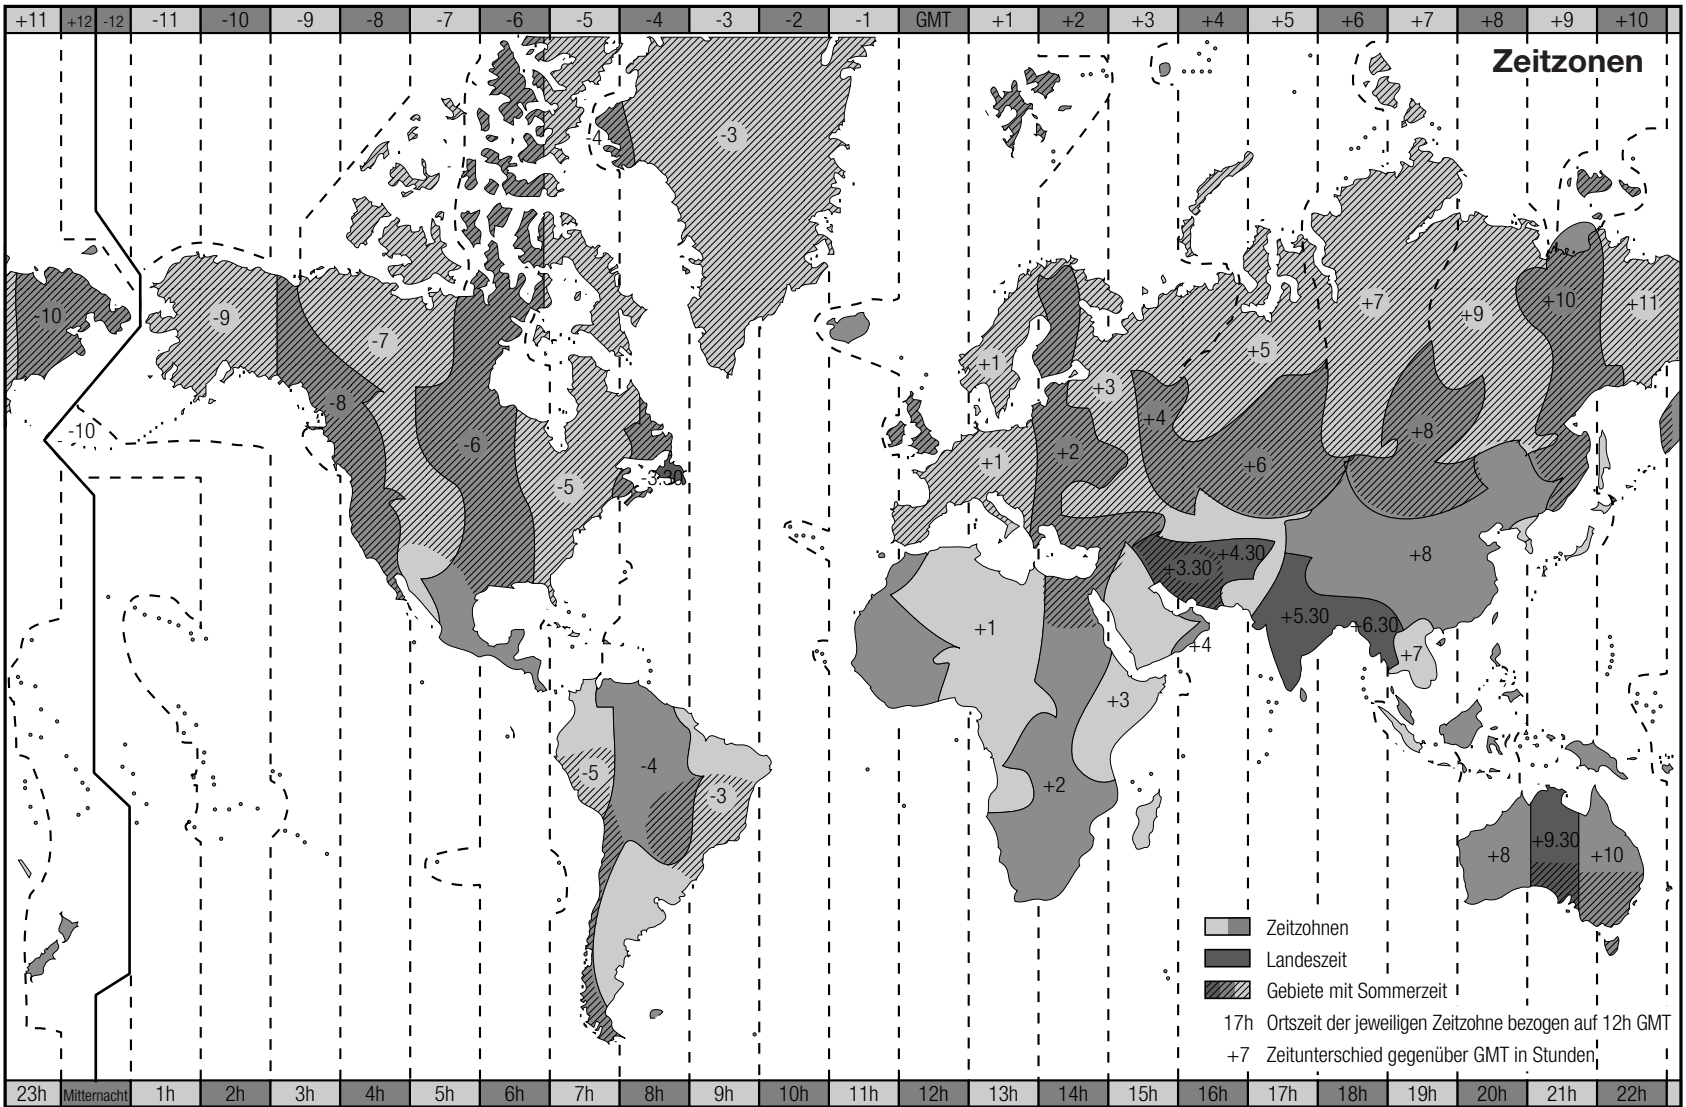 +11 +12 -12 -11 -10 -9 -8 -7 -6 -5 -4 -3 -2 -1 GMT +1 +2 +3 +4 +5 +6 +7 +8 +9 +10
Zeitzonen
-4 -3
-10 -9 -7 +1 +3 +5 +7 +9 +10 +11
-8 -10 -6 -5 -3.30 +1 +2 +4 +6 +8
+3.30 +4.30 +8
+1 +5.30 +6.30 +7
+4
+3
-5 -4 -3 +2
+8 +9.30 +10
Zeitzohnen
Landeszeit
Gebiete mit Sommerzeit
17h Ortszeit der jeweiligen Zeitzohne bezogen auf 12h GMT
+7 Zeitunterschied gegenüber GMT in Stunden
23h Mitternacht 1h 2h 3h 4h 5h 6h 7h 8h 9h 10h 11h 12h 13h 14h 15h 16h 17h 18h 19h 20h 21h 22h